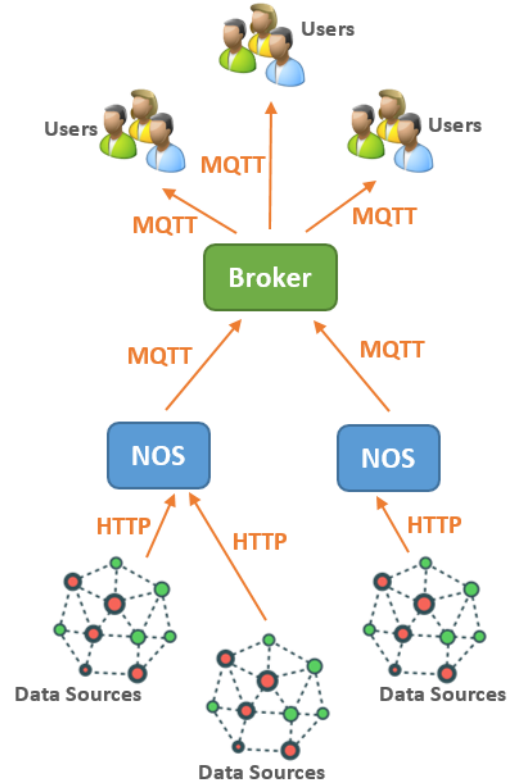 Users
Users
Users
MQTT
MQTT
MQTT
Broker
MQTT
MQTT
NOS
NOS
HTTP
HTTP
HTTP
Data Sources
Data Sources
Data Sources